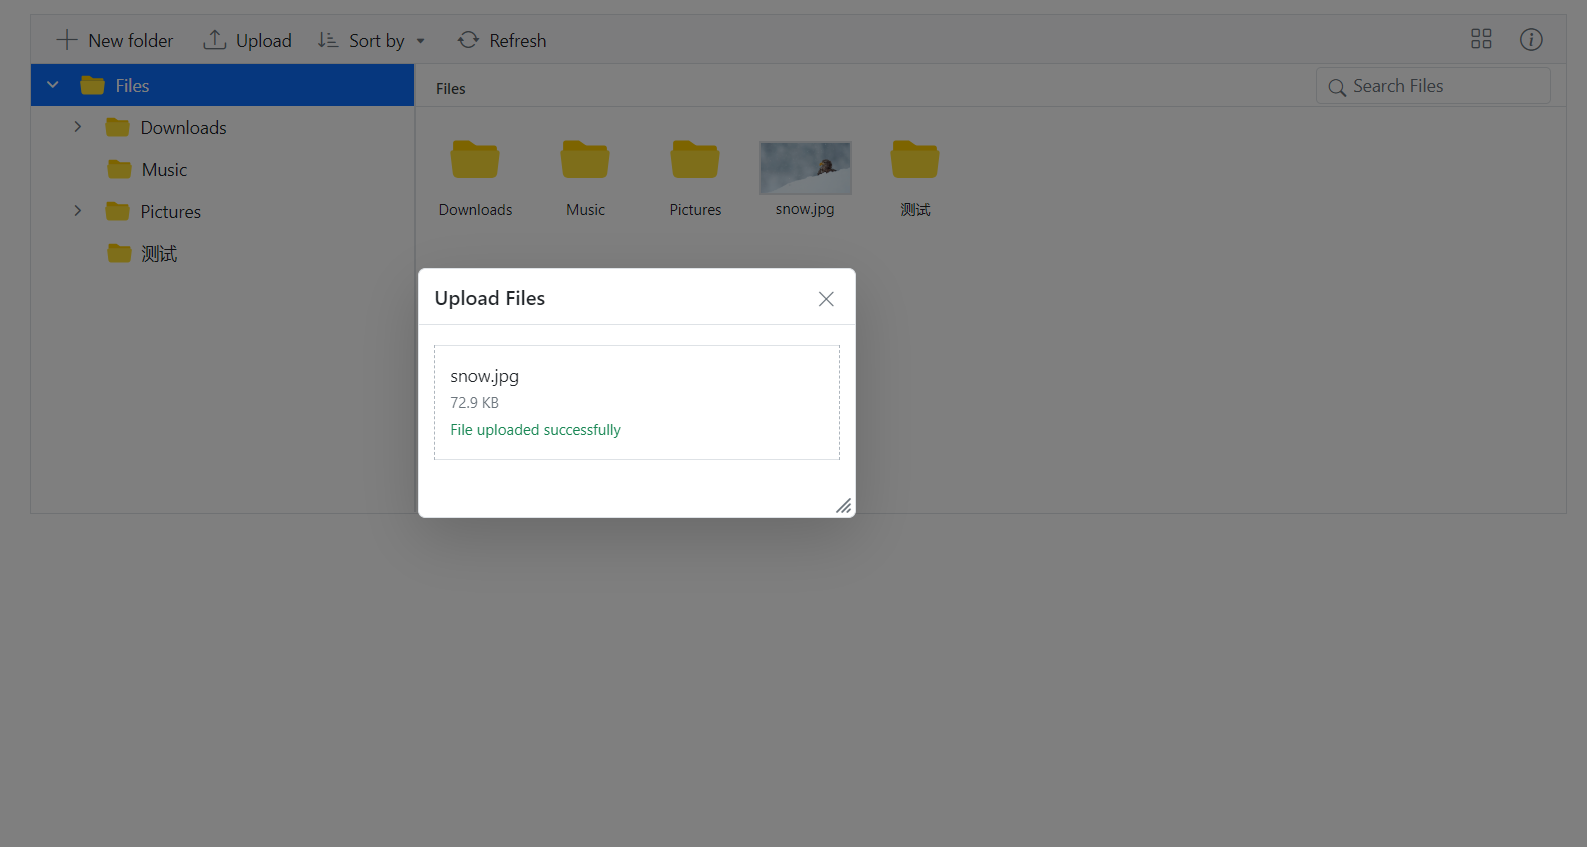 New folder
Upload
Sort by
Refresh
Files
Downloads
Music
Pictures
测试
Files
Search Files
Downloads
Music
Pictures
snow.jpg
测试
Upload Files
snow.jpg
72.9 KB
File uploaded successfully